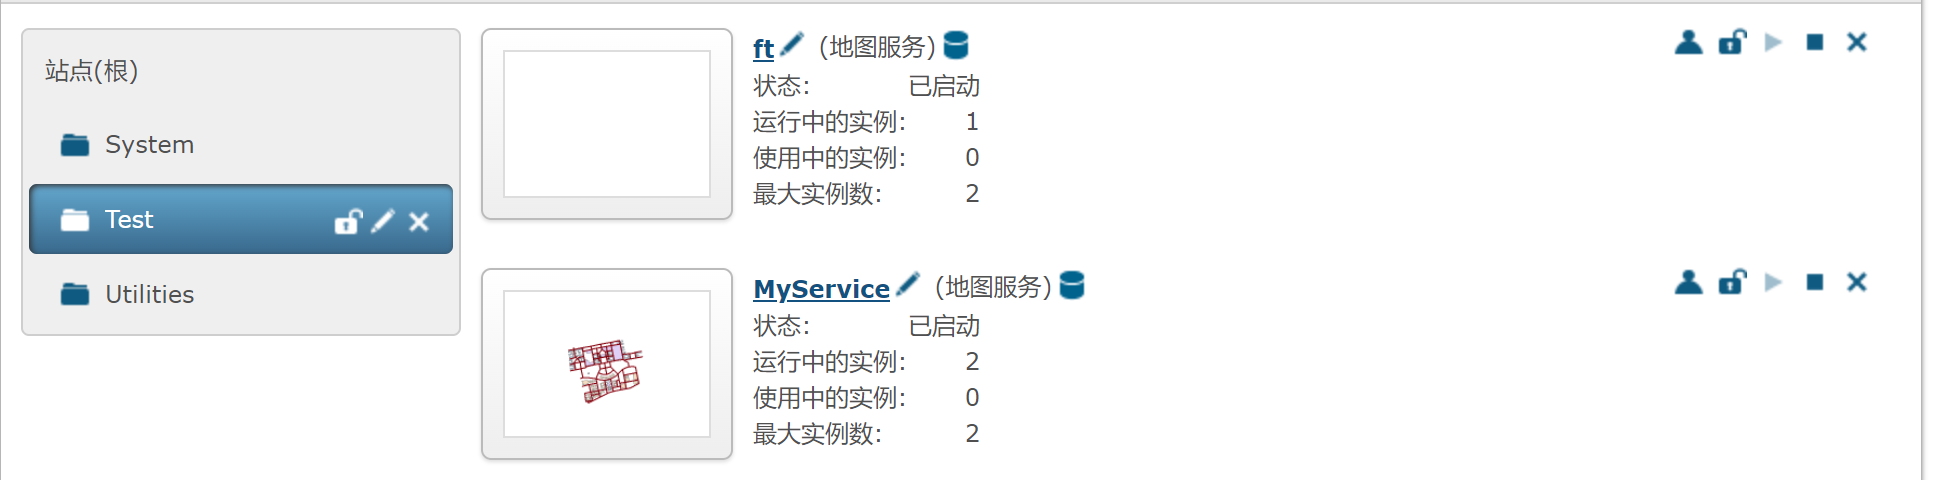 站点(根)
System
Test
Utilities
ft (地图服务)
状态: 已启动
运行中的实例: 1
使用中的实例: 0
最大实例数: 2
MyService (地图服务)
状态: 已启动
运行中的实例: 2
使用中的实例: 0
最大实例数: 2